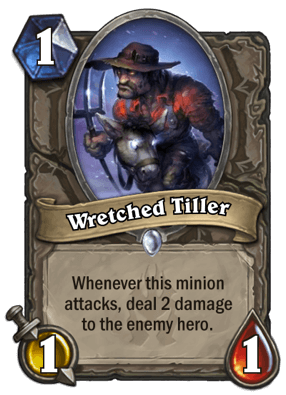 1
Wretched Tiller
Whenever this minion
attacks, deal 2 damage
to the enemy hero.
1 1